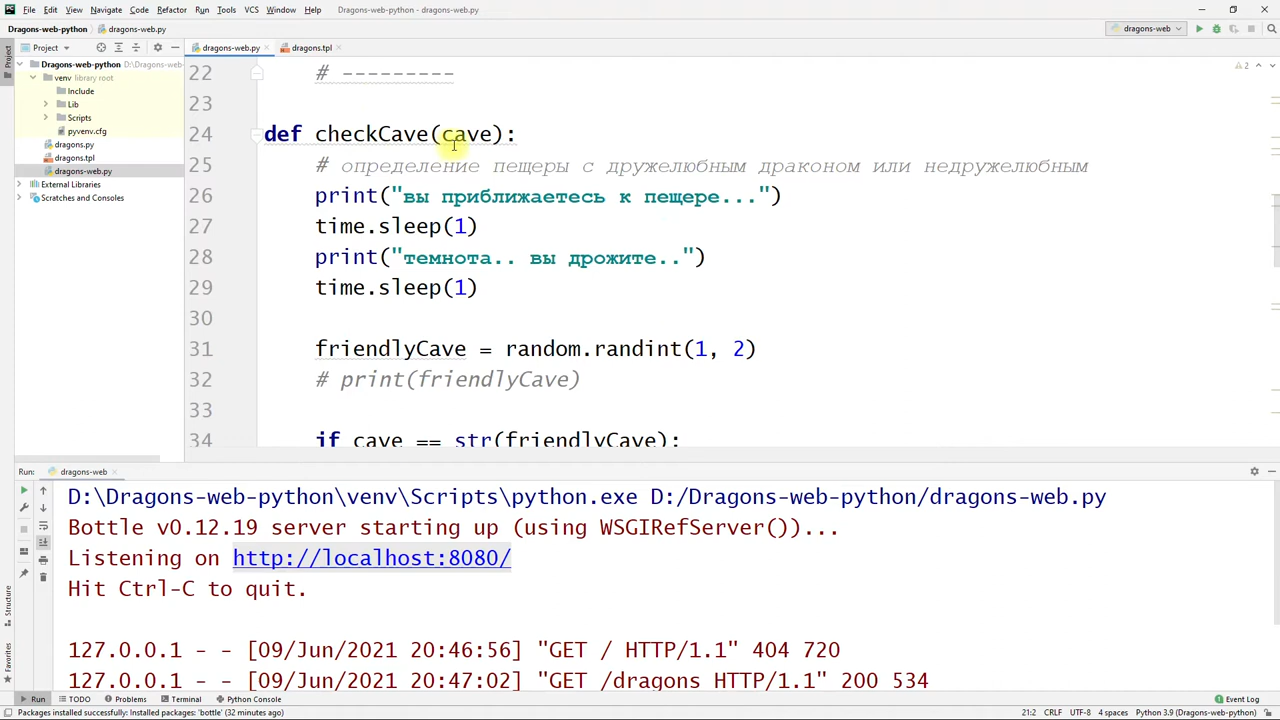 PC File Edit View Navigate Code Refactor Run Tools VCS Window Help Dragons-web-python - dragons-web.py
Dragons-web-python dragons-web.py dragons-web
Project dragons-web.py dragons.tpl
Dragons-web-python D:\Dragons-web-
venv library root
Include
Lib
Scripts
pyvenv.cfg
dragons.py
dragons.tpl
dragons-web.py
External Libraries
Scratches and Consoles
Project
2
22 # ---------
23
24 def checkCave(cave):
25 # определение пещеры с дружелюбным драконом или недружелюбным
26 print("вы приближаетесь к пещере...")
27 time.sleep(1)
28 print("темнота.. вы дрожите..")
29 time.sleep(1)
30
31 friendlyCave = random.randint(1, 2)
32 # print(friendlyCave)
33
34 if cave == str(friendlyCave):
Run: dragons-web
D:\Dragons-web-python\venv\Scripts\python.exe D:/Dragons-web-python/dragons-web.py
Bottle v0.12.19 server starting up (using WSGIRefServer())...
Listening on http://localhost:8080/
Hit Ctrl-C to quit.
127.0.0.1 - - [09/Jun/2021 20:46:56] "GET / HTTP/1.1" 404 720
127.0.0.1 - - [09/Jun/2021 20:47:02] "GET /dragons HTTP/1.1" 200 534
Structure
Favorites
Run TODO Problems Terminal Python Console Event Log
Packages installed successfully: Installed packages: 'bottle' (32 minutes ago) 21:2 CRLF UTF-8 4 spaces Python 3.9 (Dragons-web-python)